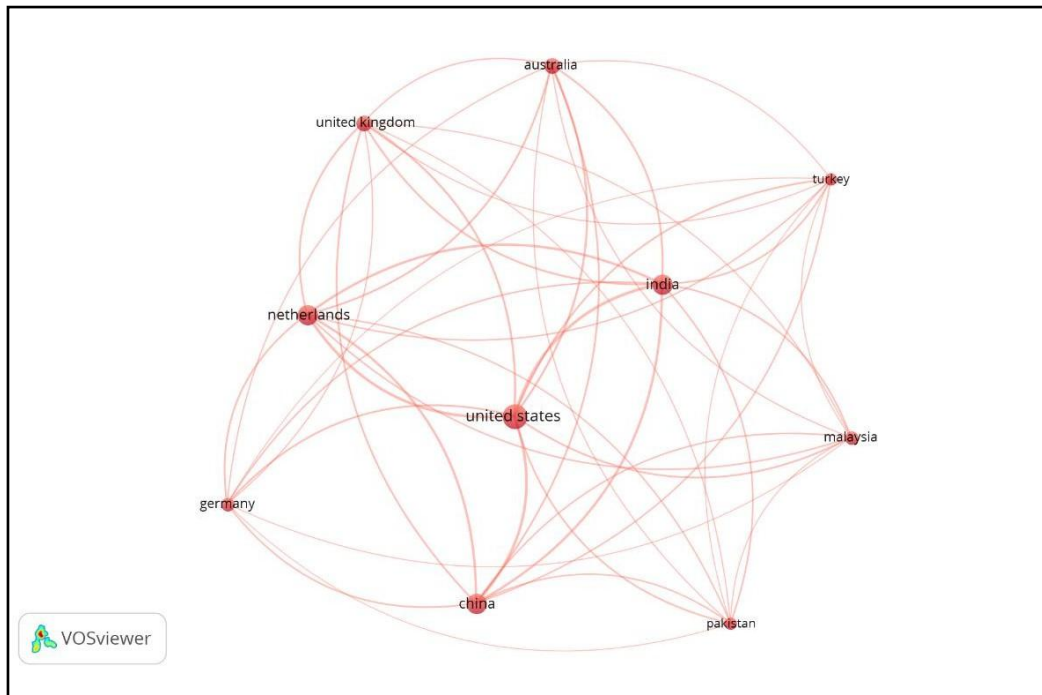 australia
united kingdom
turkey
india
netherlands
united states
malaysia
germany
china
pakistan
VOSviewer